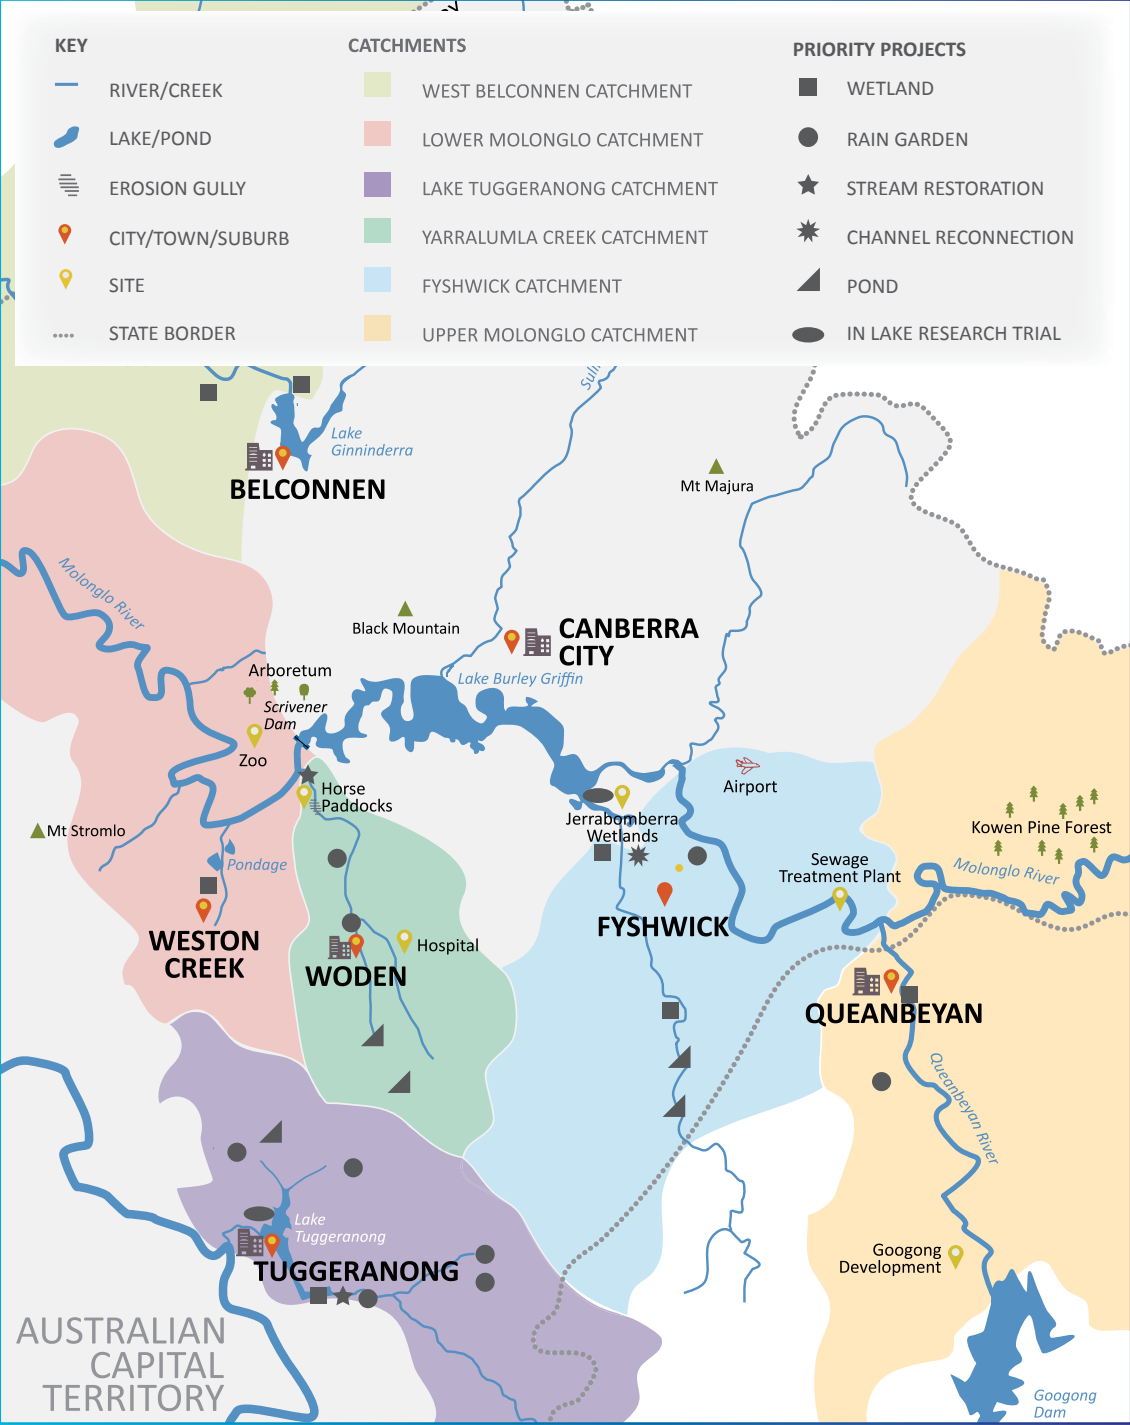 KEY
RIVER/CREEK
LAKE/POND
EROSION GULLY
CITY/TOWN/SUBURB
SITE
STATE BORDER
CATCHMENTS
WEST BELCONNEN CATCHMENT
LOWER MOLONGLO CATCHMENT
LAKE TUGGERANONG CATCHMENT
YARRALUMLA CREEK CATCHMENT
FYSHWICK CATCHMENT
UPPER MOLONGLO CATCHMENT
PRIORITY PROJECTS
WETLAND
RAIN GARDEN
STREAM RESTORATION
CHANNEL RECONNECTION
POND
IN LAKE RESEARCH TRIAL
Lake
Ginninderra
BELCONNEN
Mt Majura
Molonglo River
Black Mountain
CANBERRA
CITY
Lake Burley Griffin
Arboretum
Scrivener
Dam
Zoo
Airport
Horse
Paddocks
Jerrabomberra
Wetlands
Mt Stromlo
Pondage
Kowen Pine Forest
Molonglo River
Sewage
Treatment Plant
FYSHWICK
WESTON
CREEK
Hospital
WODEN
QUEANBEYAN
Queanbeyan River
Lake
Tuggeranong
TUGGERANONG
Googong
Development
AUSTRALIAN
CAPITAL
TERRITORY
Googong
Dam